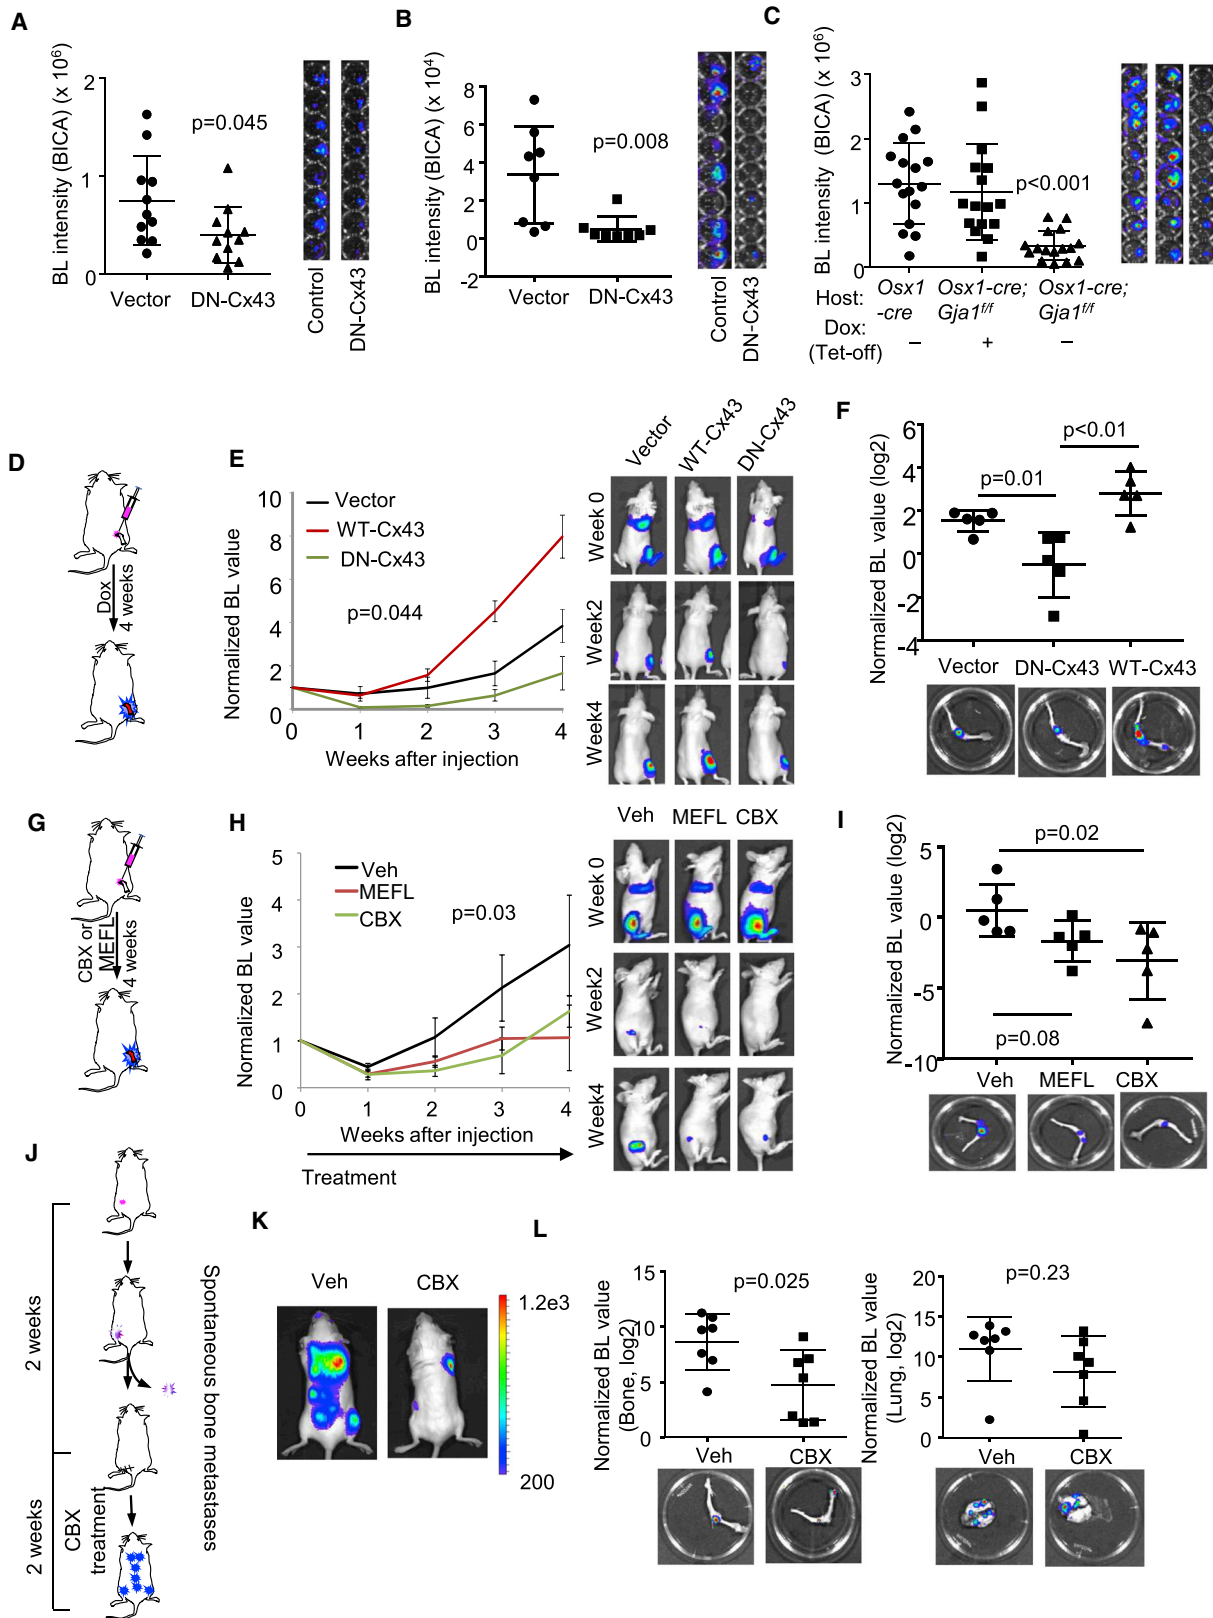 A
BL intensity (BICA) (x 10⁶)
2
1
0
p=0.045
Vector
DN-Cx43
Control
DN-Cx43
B
BL intensity (BICA) (x 10⁴)
8
6
4
2
0
-2
p=0.008
Vector
DN-Cx43
Control
DN-Cx43
C
BL intensity (BICA) (x 10⁶)
3
2
1
0
p<0.001
Host:
Osx1
-cre
Osx1-cre;
Gja1f/f
Osx1-cre;
Gja1f/f
Dox:
(Tet-off)
–
+
–
D
Dox
4 weeks
E
Normalized BL value
10
8
6
4
2
0
Vector
WT-Cx43
DN-Cx43
p=0.044
0 1 2 3 4
Weeks after injection
Vector
WT-Cx43
DN-Cx43
Week 0
Week2
Week4
F
Normalized BL value (log2)
6
4
2
0
-2
-4
p<0.01
p=0.01
Vector
DN-Cx43
WT-Cx43
G
CBX or
MEFL
4 weeks
H
Normalized BL value
5
4
3
2
1
0
Veh
MEFL
CBX
p=0.03
0 1 2 3 4
Weeks after injection
Treatment
Veh
MEFL
CBX
Week 0
Week2
Week4
I
Normalized BL value (log2)
5
0
-5
-10
p=0.02
p=0.08
Veh
MEFL
CBX
J
2 weeks
2 weeks
CBX
treatment
Spontaneous bone metastases
K
Veh
CBX
1.2e3
200
L
Normalized BL value
(Bone, log2)
15
10
5
0
p=0.025
Veh
CBX
Normalized BL value
(Lung, log2)
20
15
10
5
0
p=0.23
Veh
CBX